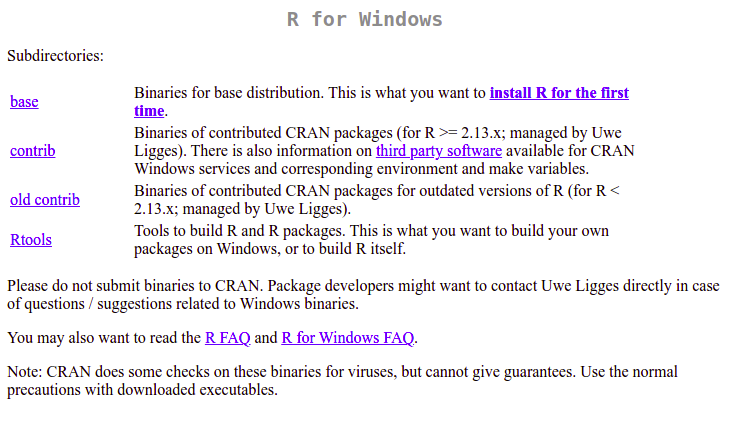 R for Windows
Subdirectories:
base
Binaries for base distribution. This is what you want to install R for the first
time.
contrib
Binaries of contributed CRAN packages (for R >= 2.13.x; managed by Uwe
Ligges). There is also information on third party software available for CRAN
Windows services and corresponding environment and make variables.
old contrib
Binaries of contributed CRAN packages for outdated versions of R (for R <
2.13.x; managed by Uwe Ligges).
Rtools
Tools to build R and R packages. This is what you want to build your own
packages on Windows, or to build R itself.
Please do not submit binaries to CRAN. Package developers might want to contact Uwe Ligges directly in case
of questions / suggestions related to Windows binaries.
You may also want to read the R FAQ and R for Windows FAQ.
Note: CRAN does some checks on these binaries for viruses, but cannot give guarantees. Use the normal
precautions with downloaded executables.